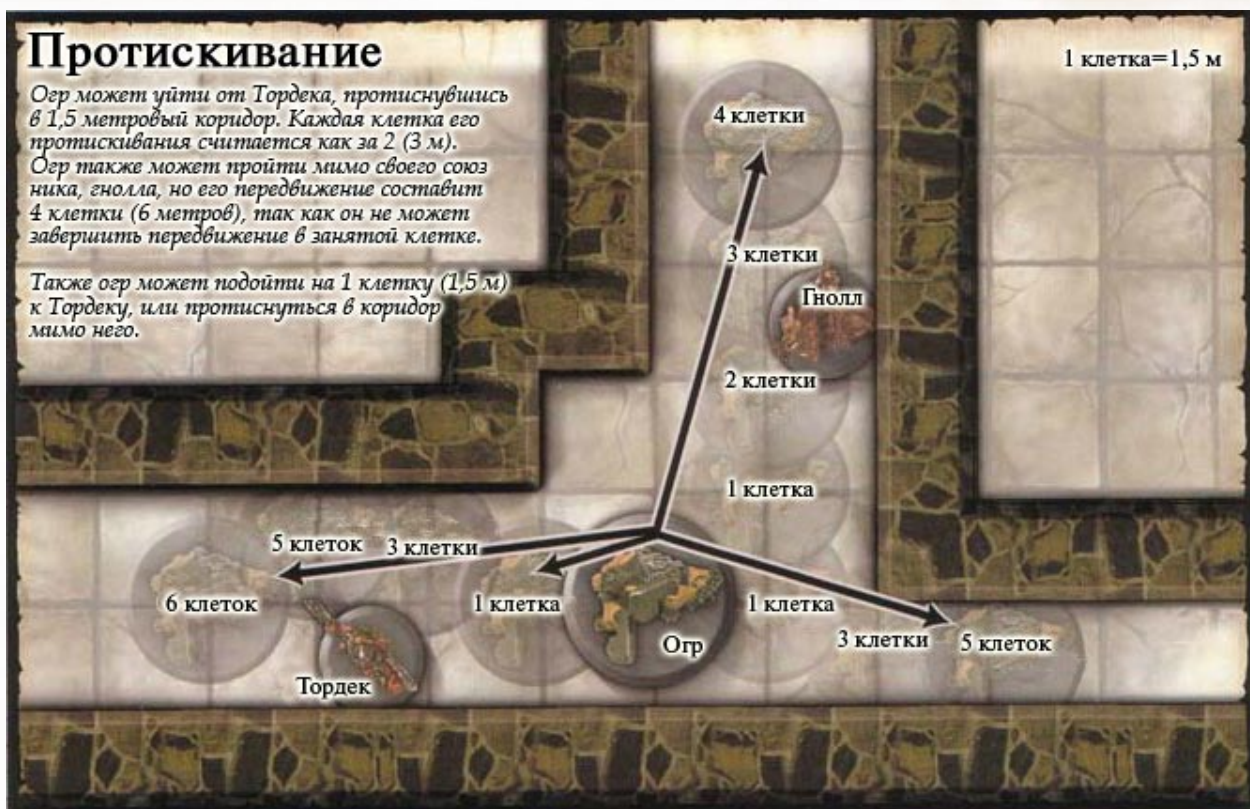 Протискивание
1 клетка=1,5 м
Огр может уйти от Тордека, протиснувшись
в 1,5 метровый коридор. Каждая клетка его
протискивания считается как за 2 (3 м).
Огр также может пройти мимо своего союз
ника, гнолла, но его передвижение составит
4 клетки (6 метров), так как он не может
завершить передвижение в занятой клетке.
Также огр может подойти на 1 клетку (1,5 м)
к Тордеку, или протиснуться в коридор
мимо него.
4 клетки
3 клетки
Гнолл
2 клетки
1 клетка
5 клеток
3 клетки
6 клеток
1 клетка
Огр
1 клетка
3 клетки
5 клеток
Тордек